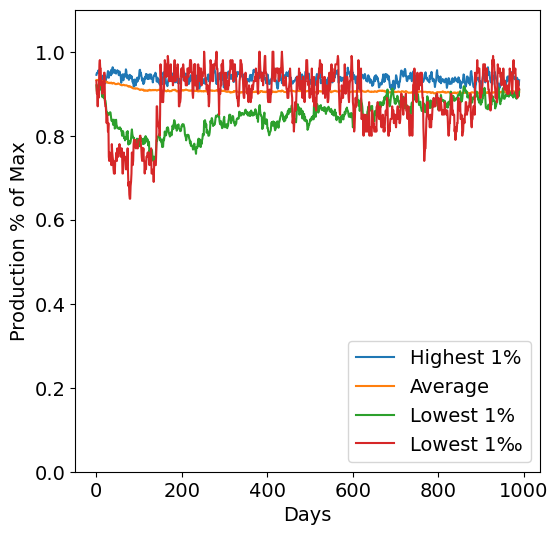 1.0
0.8
0.6
0.4
0.2
0.0
Production % of Max
0 200 400 600 800 1000
Days
Highest 1%
Average
Lowest 1%
Lowest 1‰